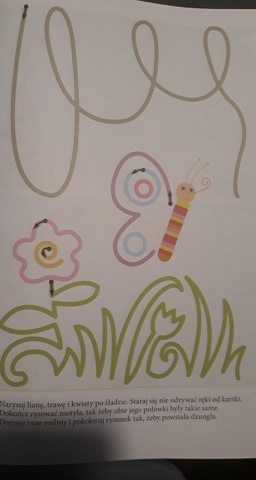 Narysuj lianę, trawę i kwiaty po śladzie. Staraj się nie odrywać ręki od kartki.
Dokończ rysować motyla, tak żeby obie jego połówki były takie same.
Dorysuj inne rośliny i pokoloruj rysunek tak, żeby powstała dżungla.